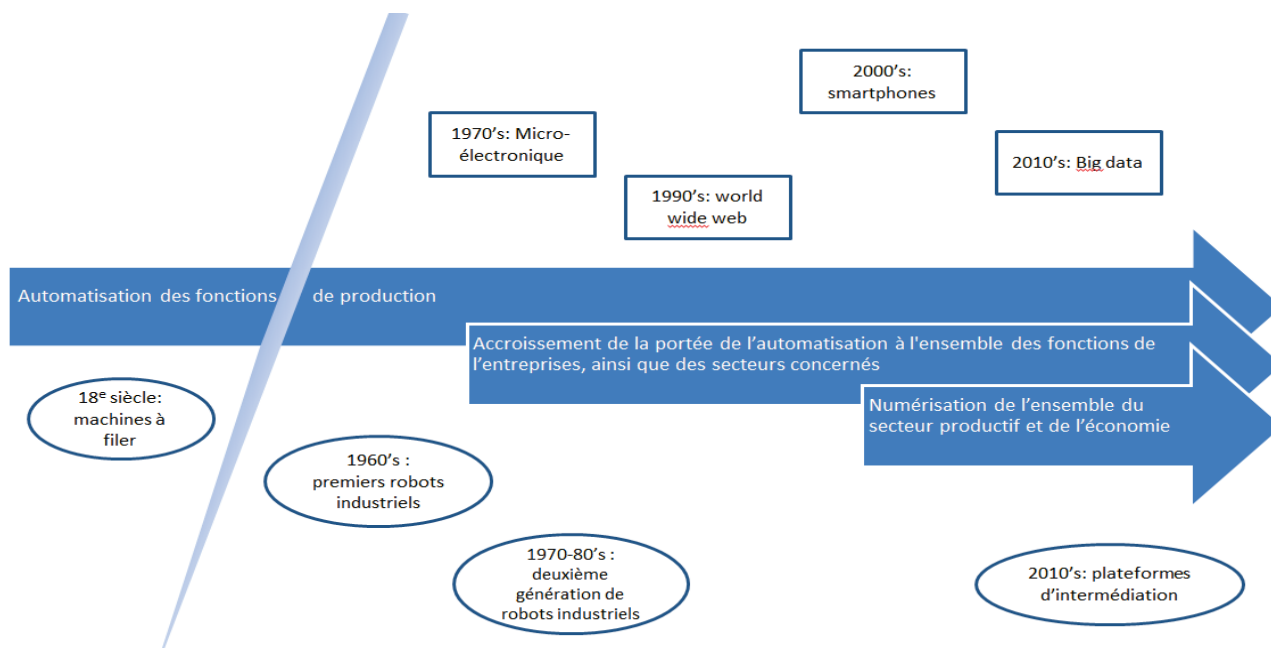 2000's:
smartphones
1970's: Micro-
électronique
2010's: Big data
1990's: world
wide web
Automatisation des fonctions de production
Accroissement de la portée de l'automatisation à l'ensemble des fonctions de
l'entreprises, ainsi que des secteurs concernés
18e siècle:
machines à
filer
Numérisation de l'ensemble du
secteur productif et de l'économie
1960's :
premiers robots
industriels
1970-80's :
deuxième
génération de
robots industriels
2010's: plateformes
d'intermédiation